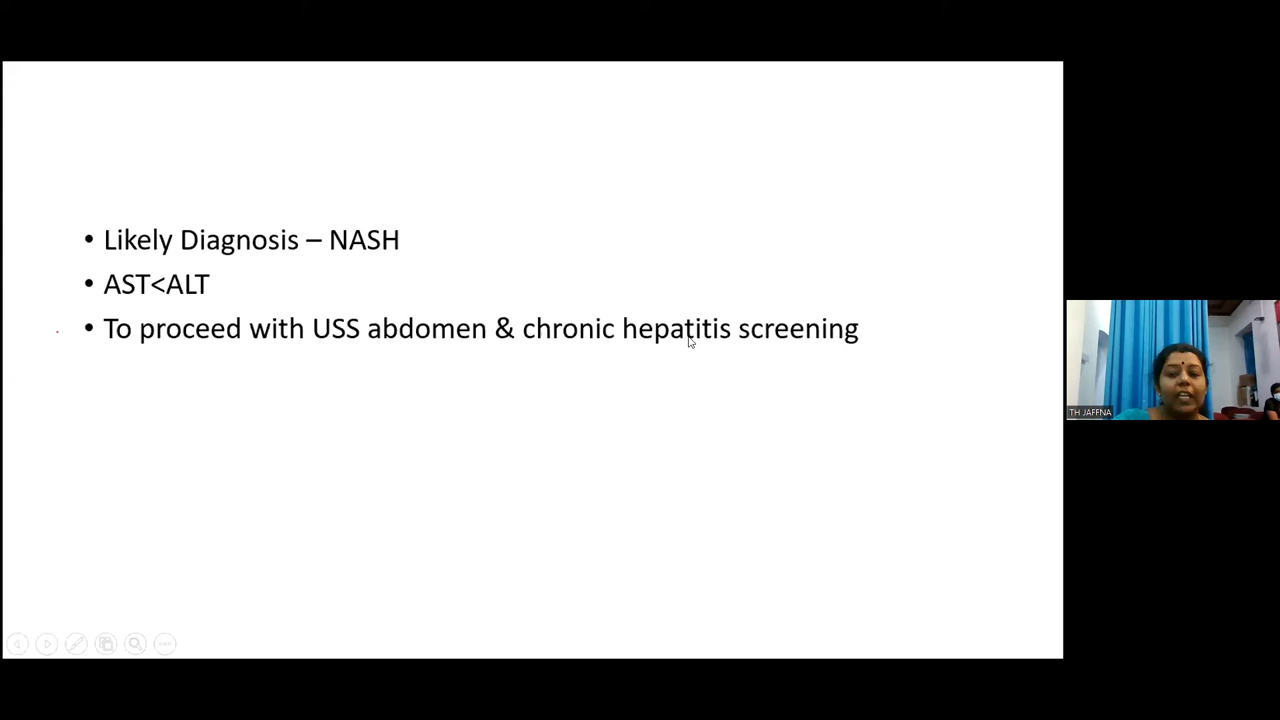 • Likely Diagnosis – NASH
• AST<ALT
• To proceed with USS abdomen & chronic hepatitis screening
TH JAFFNA